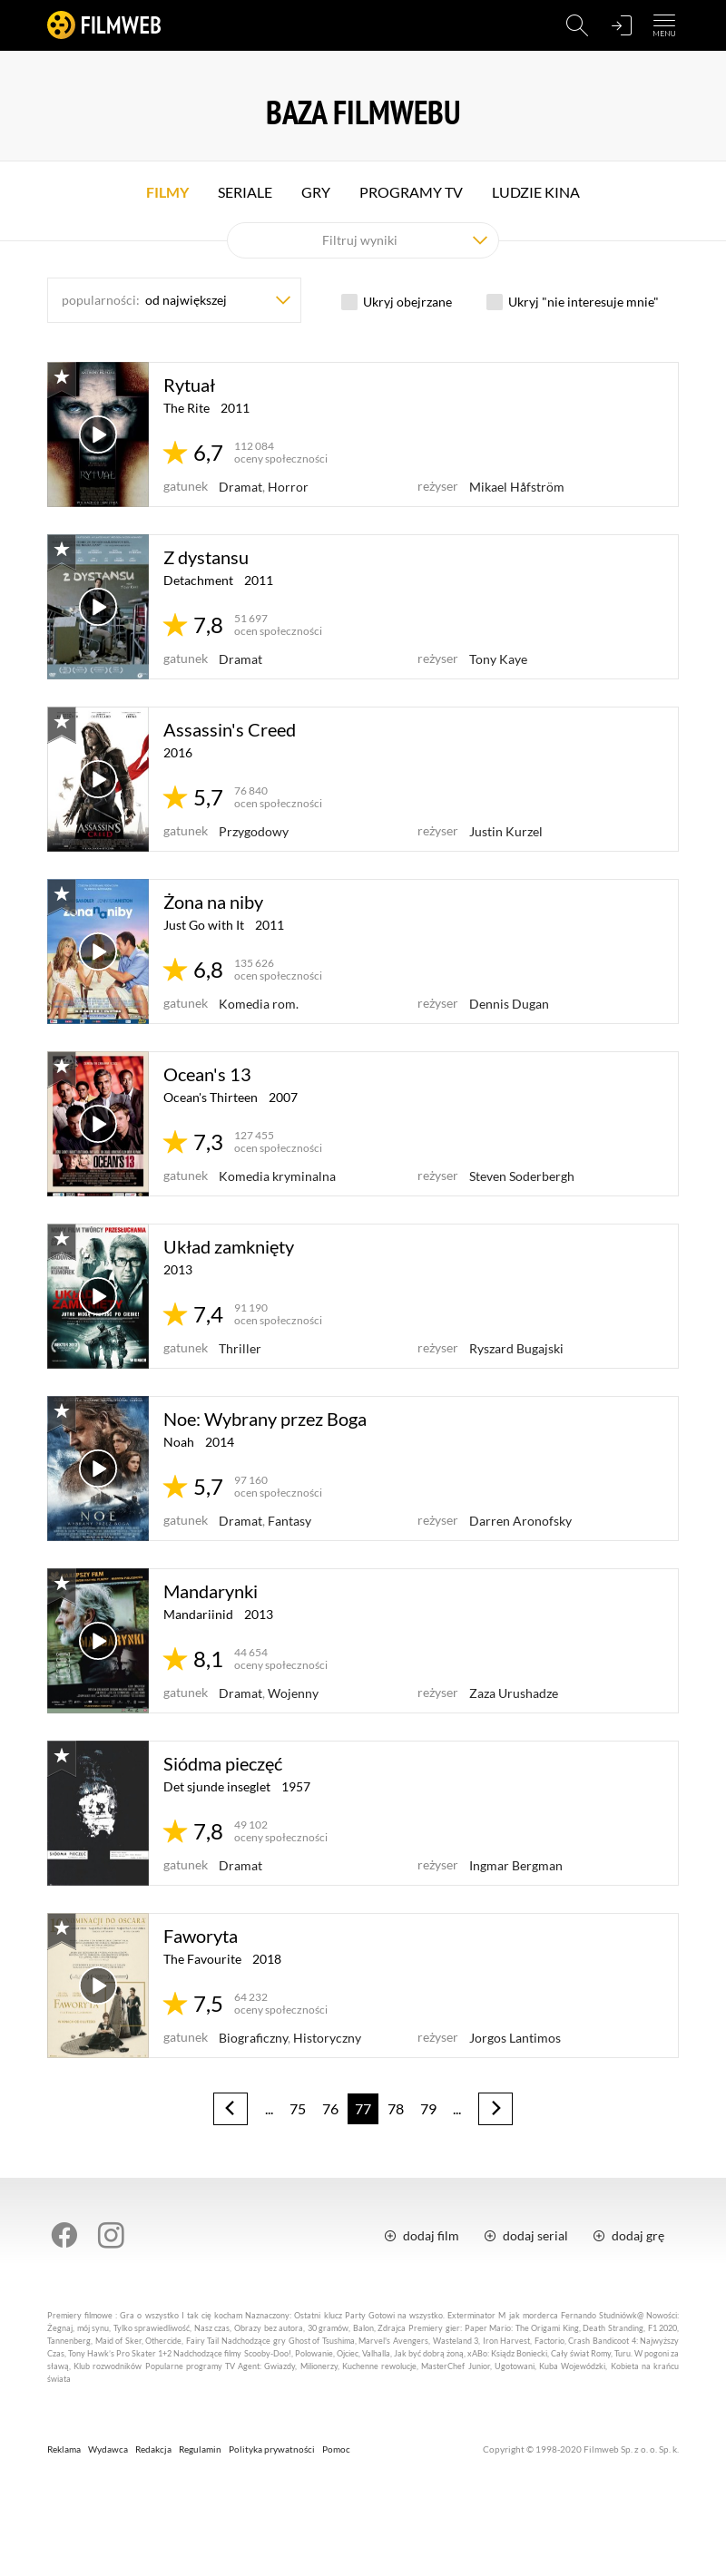 FILMWEB
MENU
BAZA FILMWEBU
FILMY SERIALE GRY PROGRAMY TV LUDZIE KINA
Filtruj wyniki
popularności: od największej
Ukryj obejrzane
Ukryj "nie interesuje mnie"
RYTUAŁ
Rytuał
The Rite 2011
6,7
112 084
oceny społeczności
gatunek Dramat, Horror
reżyser Mikael Håfström
Z DYSTANSU
Z dystansu
Detachment 2011
7,8
51 697
ocen społeczności
gatunek Dramat
reżyser Tony Kaye
ASSASSIN'S
CREED
Assassin's Creed
2016
5,7
76 840
ocen społeczności
gatunek Przygodowy
reżyser Justin Kurzel
żona na niby
Żona na niby
Just Go with It 2011
6,8
135 626
ocen społeczności
gatunek Komedia rom.
reżyser Dennis Dugan
OCEAN'S 13
Ocean's 13
Ocean's Thirteen 2007
7,3
127 455
ocen społeczności
gatunek Komedia kryminalna
reżyser Steven Soderbergh
Układ zamknięty
2013
7,4
91 190
ocen społeczności
gatunek Thriller
reżyser Ryszard Bugajski
NOE
Noe: Wybrany przez Boga
Noah 2014
5,7
97 160
ocen społeczności
gatunek Dramat, Fantasy
reżyser Darren Aronofsky
Mandarynki
Mandariinid 2013
8,1
44 654
oceny społeczności
gatunek Dramat, Wojenny
reżyser Zaza Urushadze
SIÓDMA PIECZĘĆ
Siódma pieczęć
Det sjunde inseglet 1957
7,8
49 102
oceny społeczności
gatunek Dramat
reżyser Ingmar Bergman
FAWORYTA
Faworyta
The Favourite 2018
7,5
64 232
oceny społeczności
gatunek Biograficzny, Historyczny
reżyser Jorgos Lantimos
... 75 76 77 78 79 ...
dodaj film dodaj serial dodaj grę
Premiery filmowe : Gra o wszystko I tak cię kocham Naznaczony: Ostatni klucz Party Gotowi na wszystko. Exterminator M jak morderca Fernando Studniówk@ Nowości:
Żegnaj, mój synu, Tylko sprawiedliwość, Nasz czas, Obrazy bez autora, 30 gramów, Balon, Zdrajca Premiery gier: Paper Mario: The Origami King, Death Stranding, F1 2020,
Tannenberg, Maid of Sker, Othercide, Fairy Tail Nadchodzące gry Ghost of Tsushima, Marvel's Avengers, Wasteland 3, Iron Harvest, Factorio, Crash Bandicoot 4: Najwyższy
Czas, Tony Hawk's Pro Skater 1+2 Nadchodzące filmy Scooby-Doo!, Polowanie, Ojciec, Valhalla, Jak być dobrą żoną, xABo: Ksiądz Boniecki, Cały świat Romy, Turu. W pogoni za
sławą, Klub rozwodników Popularne programy TV Agent: Gwiazdy, Milionerzy, Kuchenne rewolucje, MasterChef Junior, Ugotowani, Kuba Wojewódzki, Kobieta na krańcu
świata
Reklama Wydawca Redakcja Regulamin Polityka prywatności Pomoc
Copyright © 1998-2020 Filmweb Sp. z o. o. Sp. k.